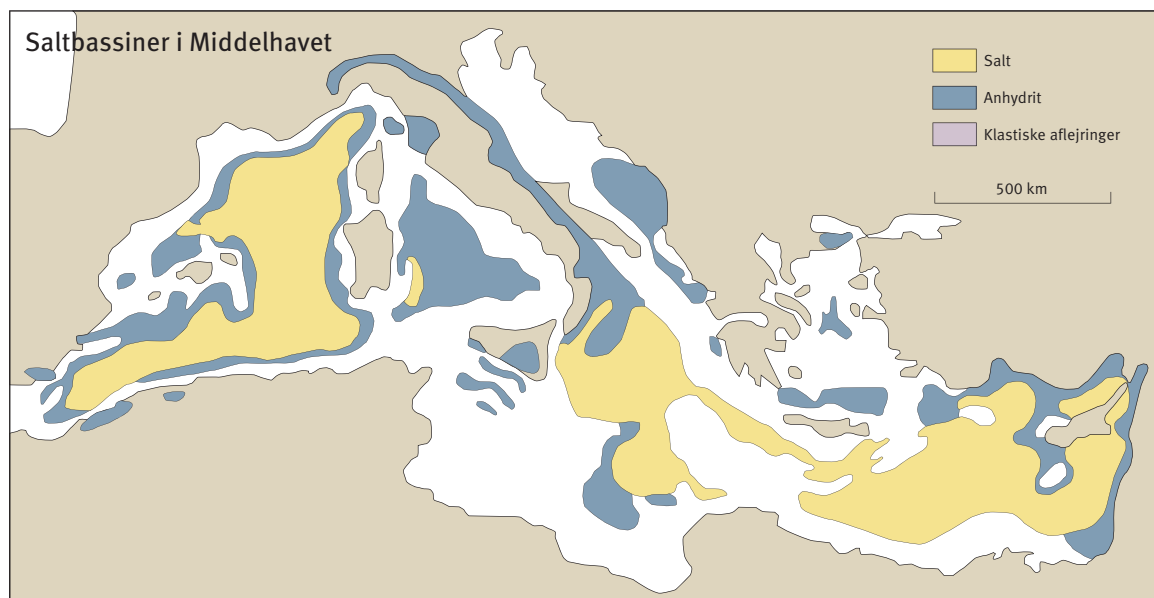 Saltbassiner i Middelhavet
Salt
Anhydrit
Klastiske aflejringer
500 km